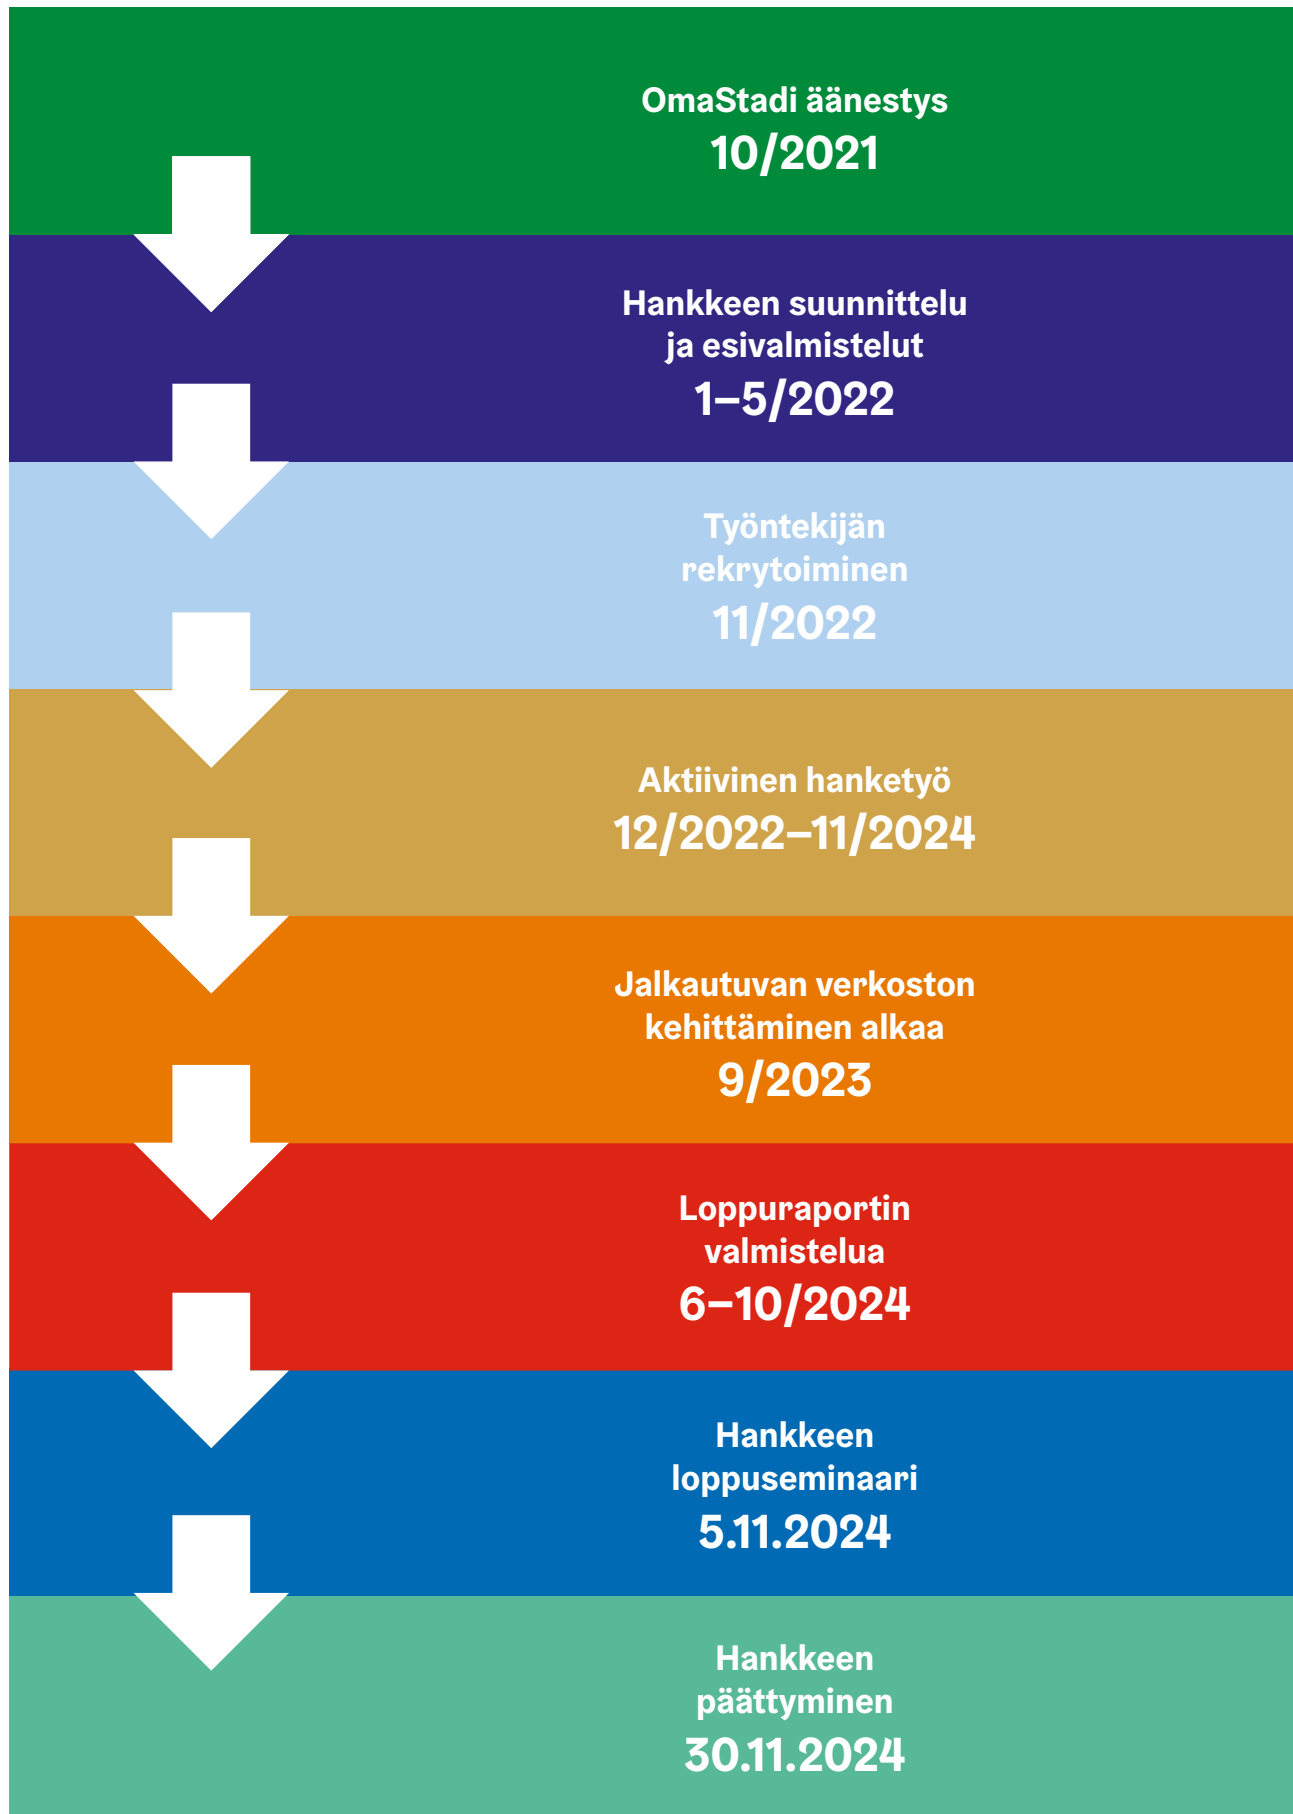 OmaStadi äänestys
10/2021
Hankkeen suunnittelu
ja esivalmistelut
1–5/2022
Työntekijän
rekrytoiminen
11/2022
Aktiivinen hanketyö
12/2022–11/2024
Jalkautuvan verkoston
kehittäminen alkaa
9/2023
Loppuraportin
valmistelua
6–10/2024
Hankkeen
loppuseminaari
5.11.2024
Hankkeen
päättyminen
30.11.2024